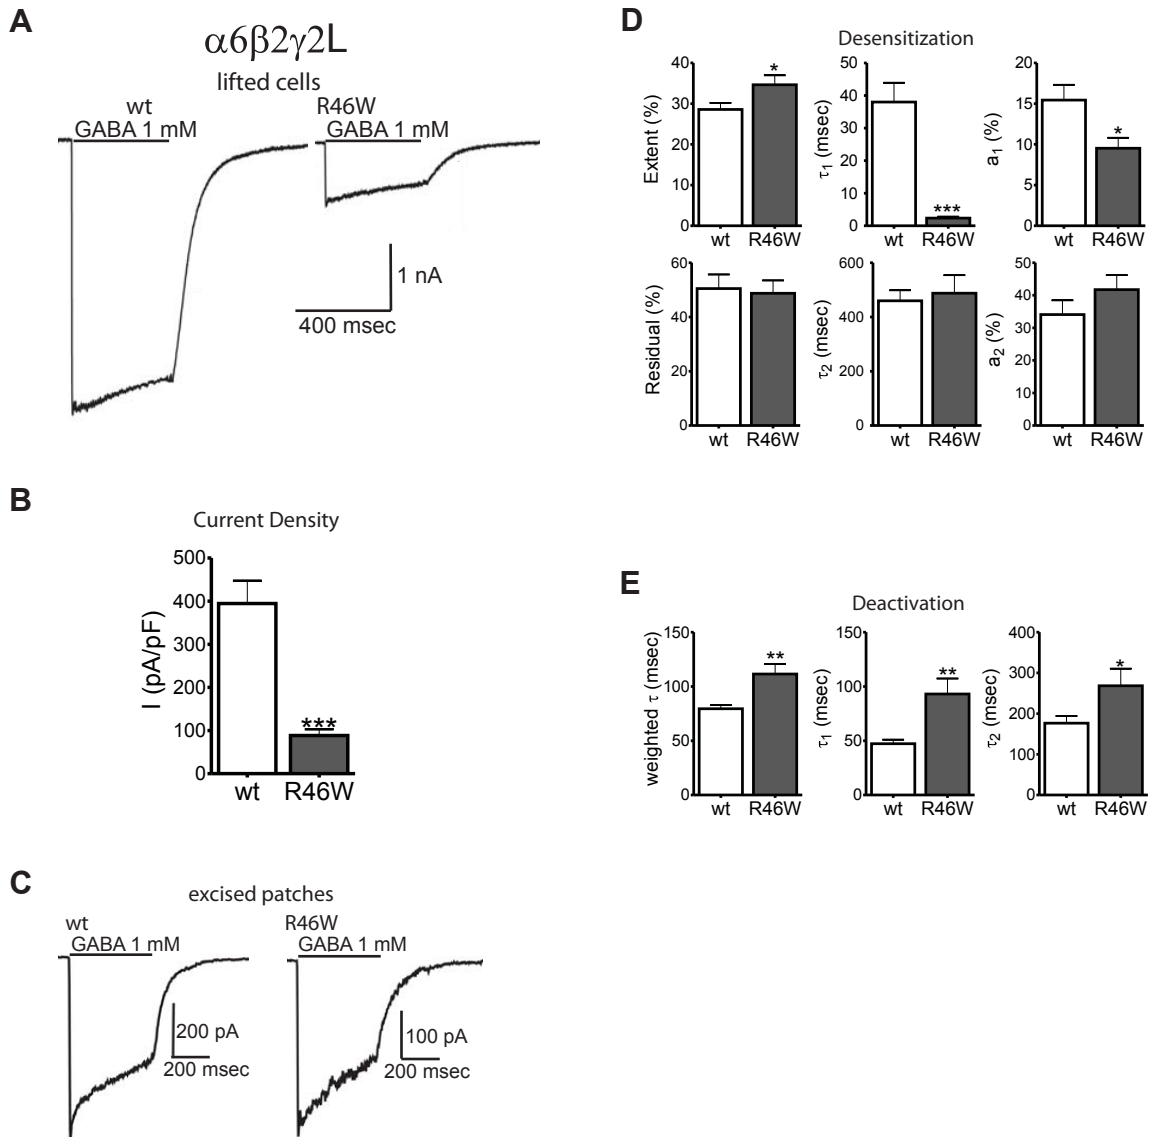 A
α6β2γ2L
lifted cells
wt
GABA 1 mM
R46W
GABA 1 mM
1 nA
400 msec
B
Current Density
I (pA/pF)
500
400
300
200
100
0
***
wt
R46W
C
excised patches
wt
GABA 1 mM
200 pA
200 msec
R46W
GABA 1 mM
100 pA
200 msec
D
Desensitization
Extent (%)
40
30
20
10
0
*
wt
R46W
τ1 (msec)
50
40
30
20
10
0
***
wt
R46W
a1 (%)
20
15
10
5
0
*
wt
R46W
Residual (%)
60
40
20
0
wt
R46W
τ2 (msec)
600
400
200
0
wt
R46W
a2 (%)
50
40
30
20
10
0
wt
R46W
E
Deactivation
weighted τ (msec)
150
100
50
0
**
wt
R46W
τ1 (msec)
150
100
50
0
**
wt
R46W
τ2 (msec)
400
300
200
100
0
*
wt
R46W